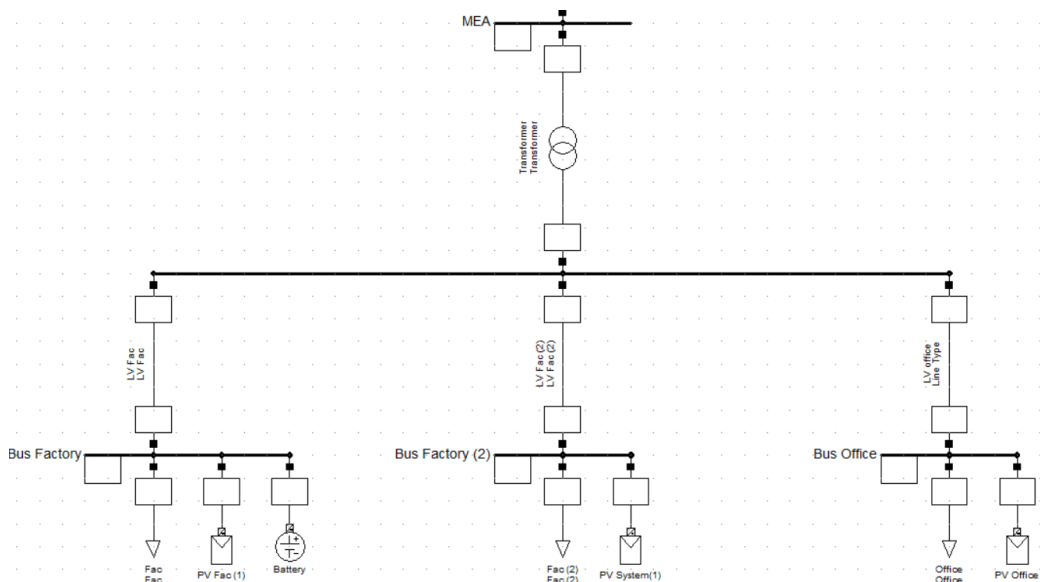 MEA
Transformer
Transformer
LV Fac
LV Fac
LV Fac (2)
LV Fac (2)
LV office
Line Type
Bus Factory
Bus Factory (2)
Bus Office
Fac
Fac
PV Fac (1)
Battery
Fac (2)
Fac (2)
PV System(1)
Office
Office
PV Office